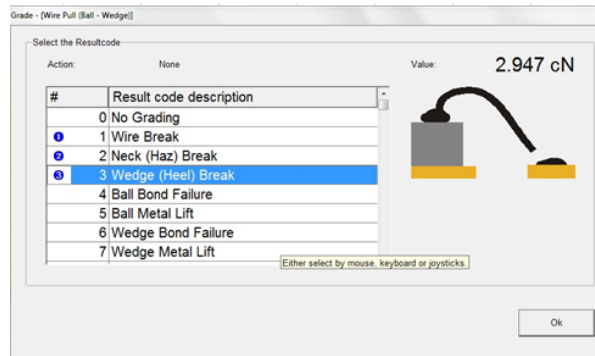 Grade - [Wire Pull (Ball - Wedge)]
Select the Resultcode
Action: None Value: 2.947 cN
# Result code description
0 No Grading
1 1 Wire Break
2 2 Neck (Haz) Break
3 3 Wedge (Heel) Break
4 Ball Bond Failure
5 Ball Metal Lift
6 Wedge Bond Failure
7 Wedge Metal Lift
Either select by mouse, keyboard or joysticks.
Ok